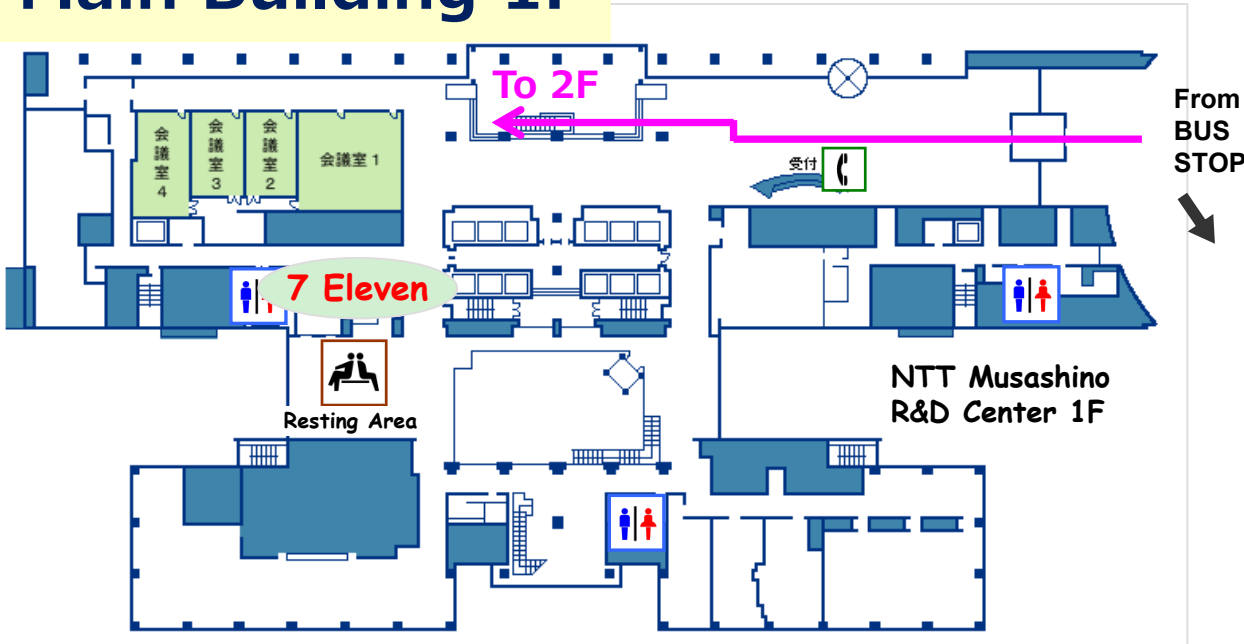 Main Building 1F
To 2F
From
BUS
STOP
会議室4
会議室3
会議室2
会議室 1
受付
7 Eleven
Resting Area
NTT Musashino
R&D Center 1F